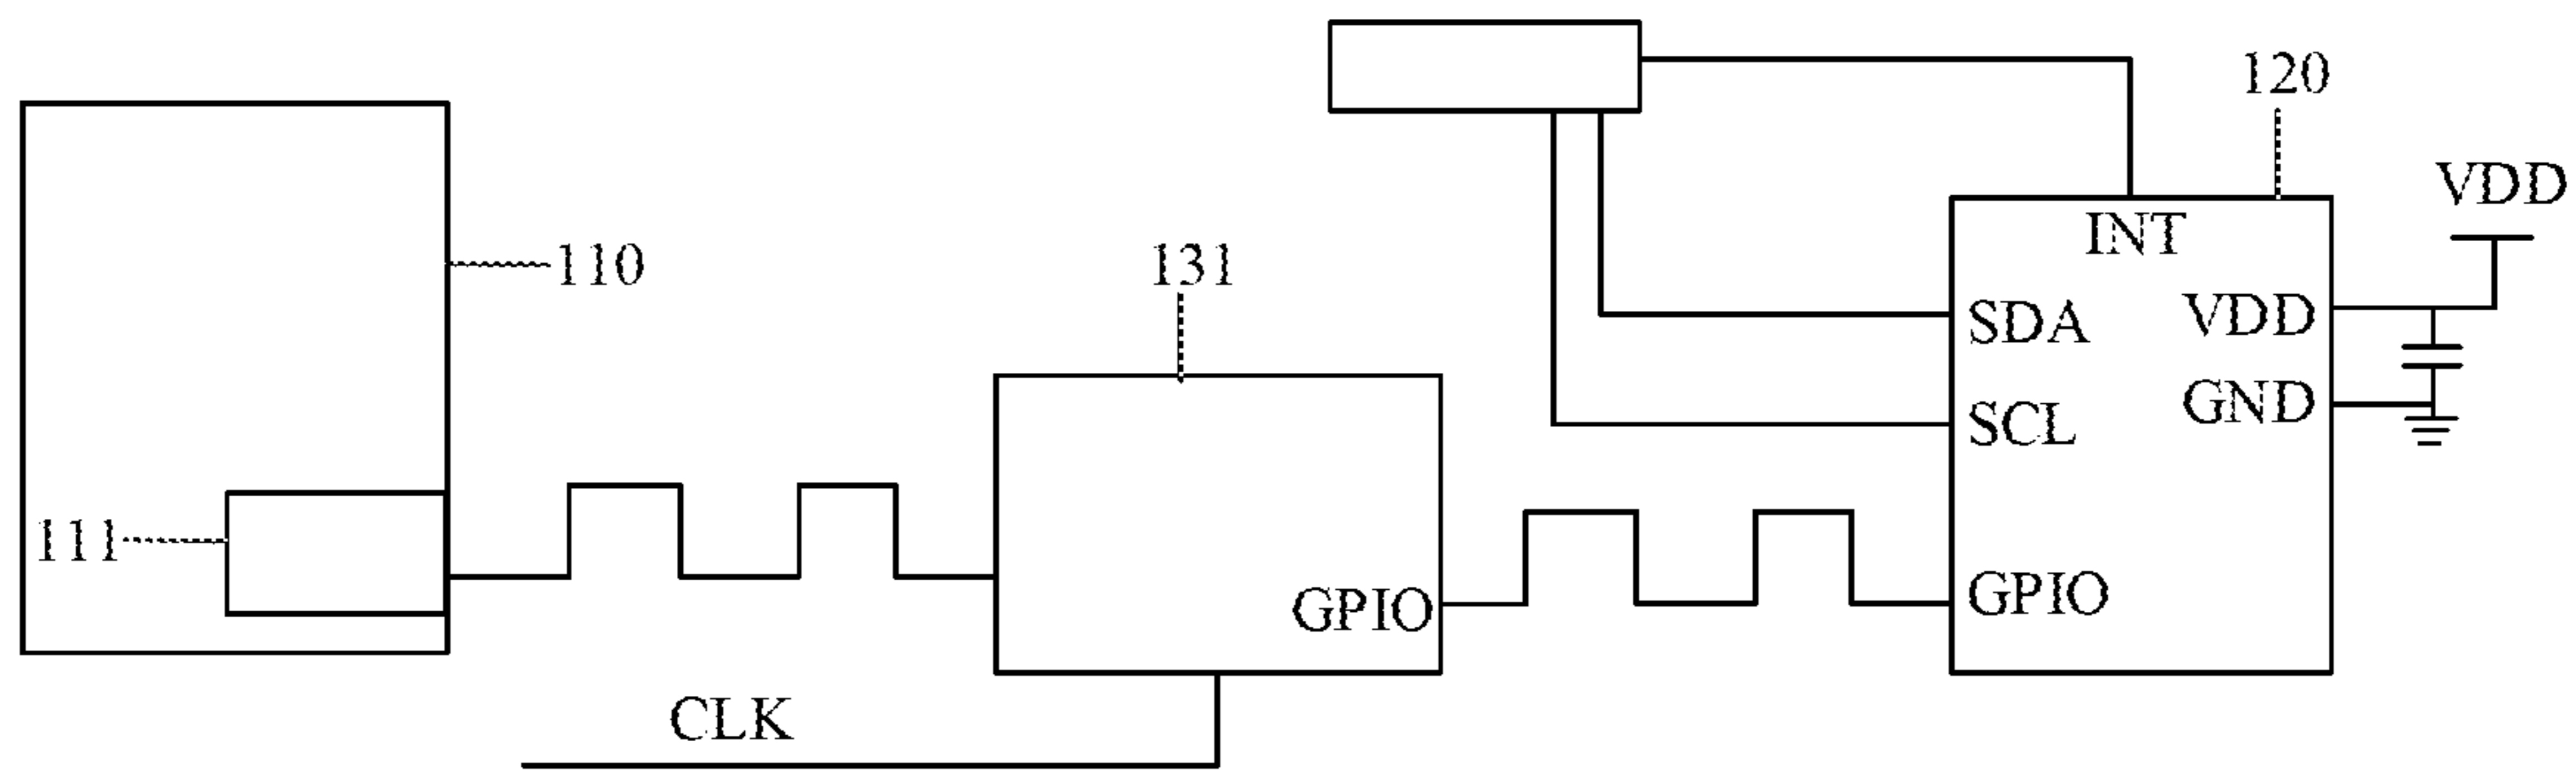 120
VDD
INT
110
131
SDA
VDD
SCL
GND
111
GPIO
GPIO
CLK